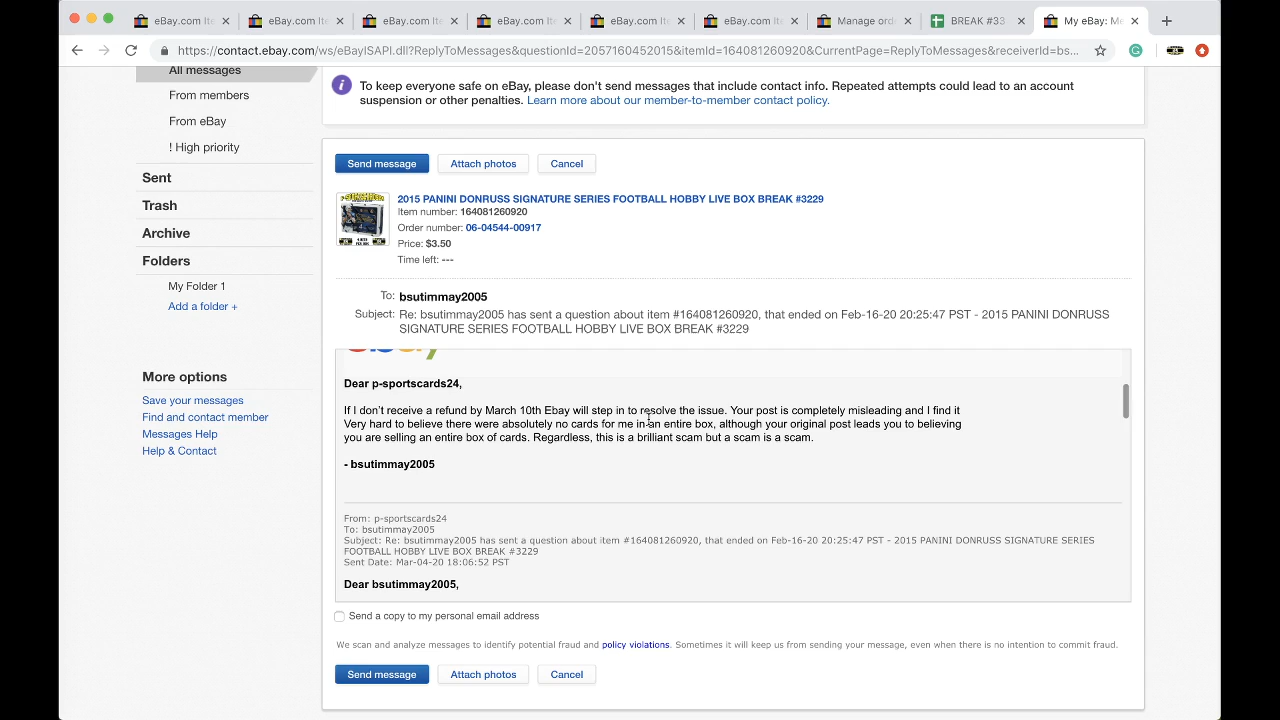 eBay.com Ite
eBay.com Ite
eBay.com Ite
eBay.com Ite
eBay.com Ite
eBay.com Ite
Manage ord
BREAK #33
My eBay: M
https://contact.ebay.com/ws/eBayISAPI.dll?ReplyToMessages&questionId=2057160452015&itemId=164081260920&CurrentPage=ReplyToMessages&receiverId=bs...
All messages
From members
From eBay
! High priority
Sent
Trash
Archive
Folders
My Folder 1
Add a folder +
More options
Save your messages
Find and contact member
Messages Help
Help & Contact
To keep everyone safe on eBay, please don't send messages that include contact info. Repeated attempts could lead to an account
suspension or other penalties. Learn more about our member-to-member contact policy.
Send message Attach photos Cancel
2015 PANINI DONRUSS SIGNATURE SERIES FOOTBALL HOBBY LIVE BOX BREAK #3229
Item number: 164081260920
Order number: 06-04544-00917
Price: $3.50
Time left: ---
To: bsutimmay2005
Subject: Re: bsutimmay2005 has sent a question about item #164081260920, that ended on Feb-16-20 20:25:47 PST - 2015 PANINI DONRUSS
SIGNATURE SERIES FOOTBALL HOBBY LIVE BOX BREAK #3229
Dear p-sportscards24,
If I don't receive a refund by March 10th Ebay will step in to resolve the issue. Your post is completely misleading and I find it
Very hard to believe there were absolutely no cards for me in an entire box, although your original post leads you to believing
you are selling an entire box of cards. Regardless, this is a brilliant scam but a scam is a scam.
- bsutimmay2005
From: p-sportscards24
To: bsutimmay2005
Subject: Re: bsutimmay2005 has sent a question about item #164081260920, that ended on Feb-16-20 20:25:47 PST - 2015 PANINI DONRUSS SIGNATURE SERIES
FOOTBALL HOBBY LIVE BOX BREAK #3229
Sent Date: Mar-04-20 18:06:52 PST
Dear bsutimmay2005,
Send a copy to my personal email address
We scan and analyze messages to identify potential fraud and policy violations. Sometimes it will keep us from sending your message, even when there is no intention to commit fraud.
Send message Attach photos Cancel